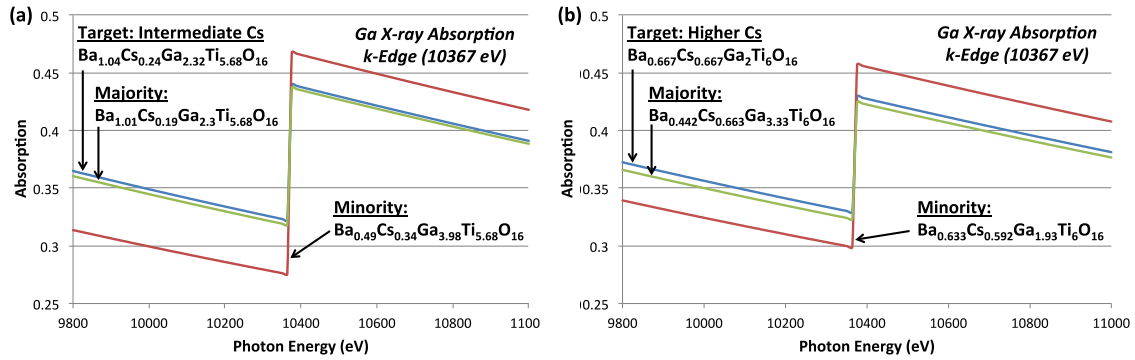 (a)
0.5
0.45
0.4
0.35
0.3
0.25
Absorption
Target: Intermediate Cs
Ba1.04Cs0.24Ga2.32Ti5.68O16
Majority:
Ba1.01Cs0.19Ga2.3Ti5.68O16
Ga X-ray Absorption
k-Edge (10367 eV)
Minority:
Ba0.49Cs0.34Ga3.98Ti5.68O16
9800 10000 10200 10400 10600 10800 1100
Photon Energy (eV)
(b)
0.5
0.45
0.4
).35
0.3
).25
Absorption
Target: Higher Cs
Ba0.667Cs0.667Ga2Ti6O16
Majority:
Ba0.442Cs0.663Ga3.33Ti6O16
Ga X-ray Absorption
k-Edge (10367 eV)
Minority:
Ba0.633Cs0.592Ga1.93Ti6O16
9800 10000 10200 10400 10600 10800 11000
Photon Energy (eV)